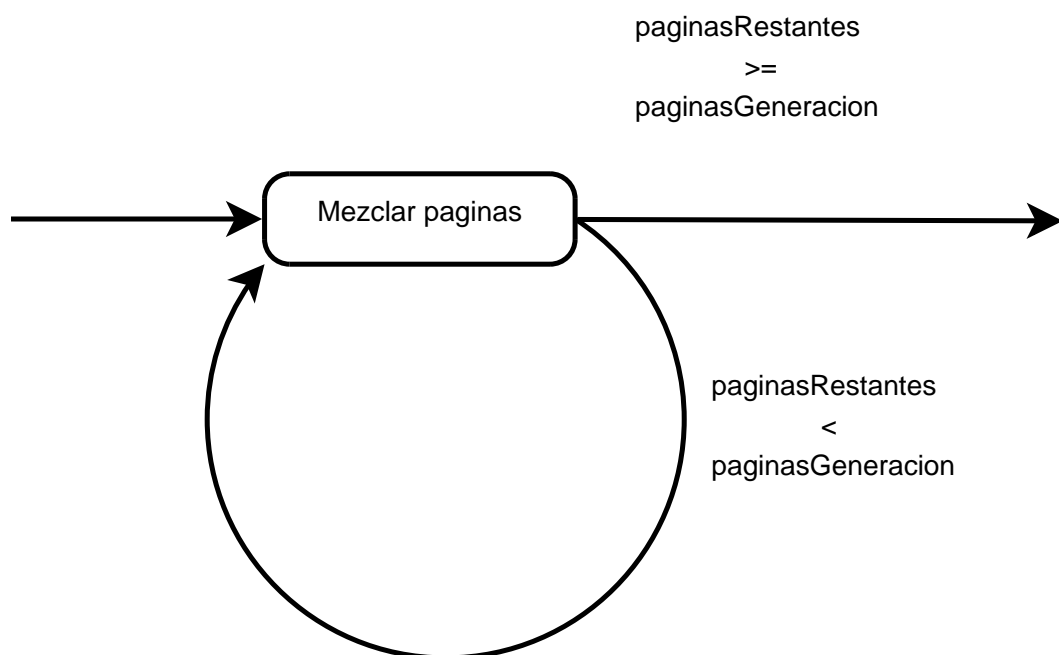 paginasRestantes
>=
paginasGeneracion
Mezclar paginas
paginasRestantes
<
paginasGeneracion